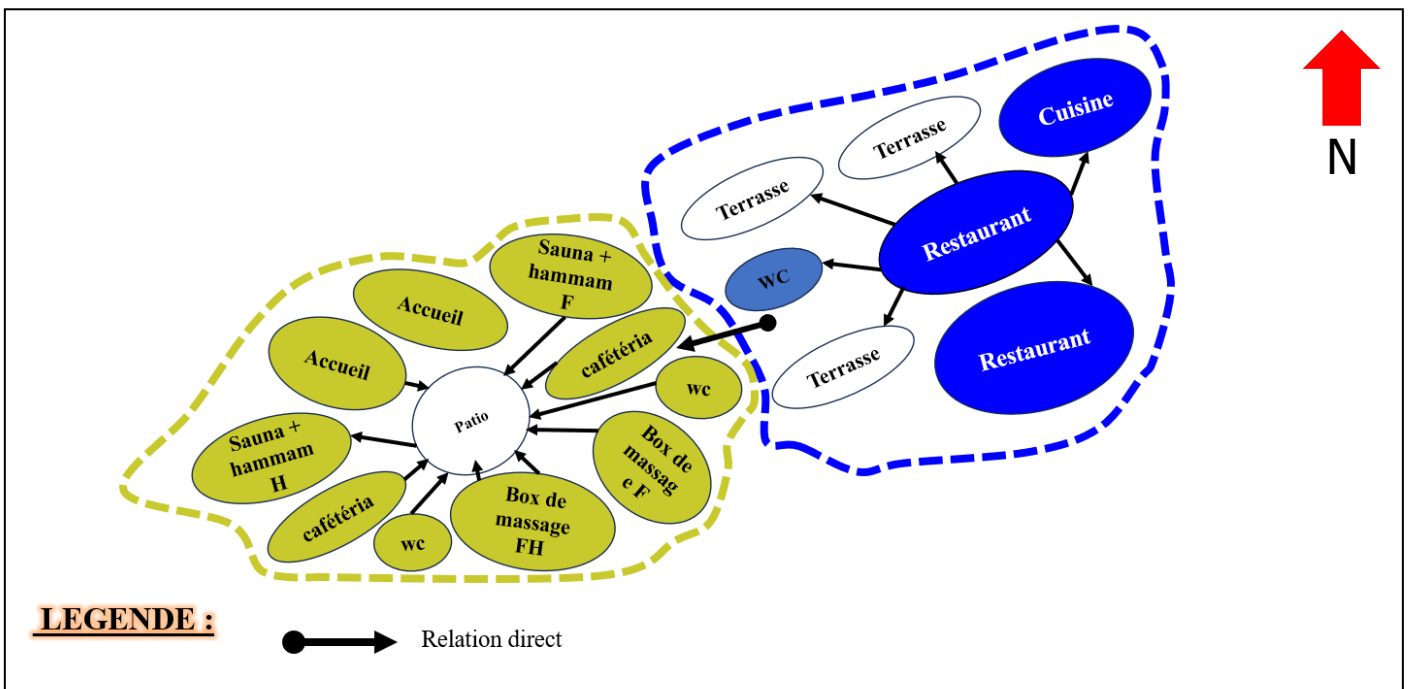 Cuisine
Terrasse
Terrasse
Restaurant
WC
Restaurant
Terrasse
N
Sauna +
hammam
F
Accueil
cafétéria
Accueil
wc
Patio
Sauna +
hammam
H
Box de
massag
e F
cafétéria
wc
Box de
massage
FH
LEGENDE :
Relation direct